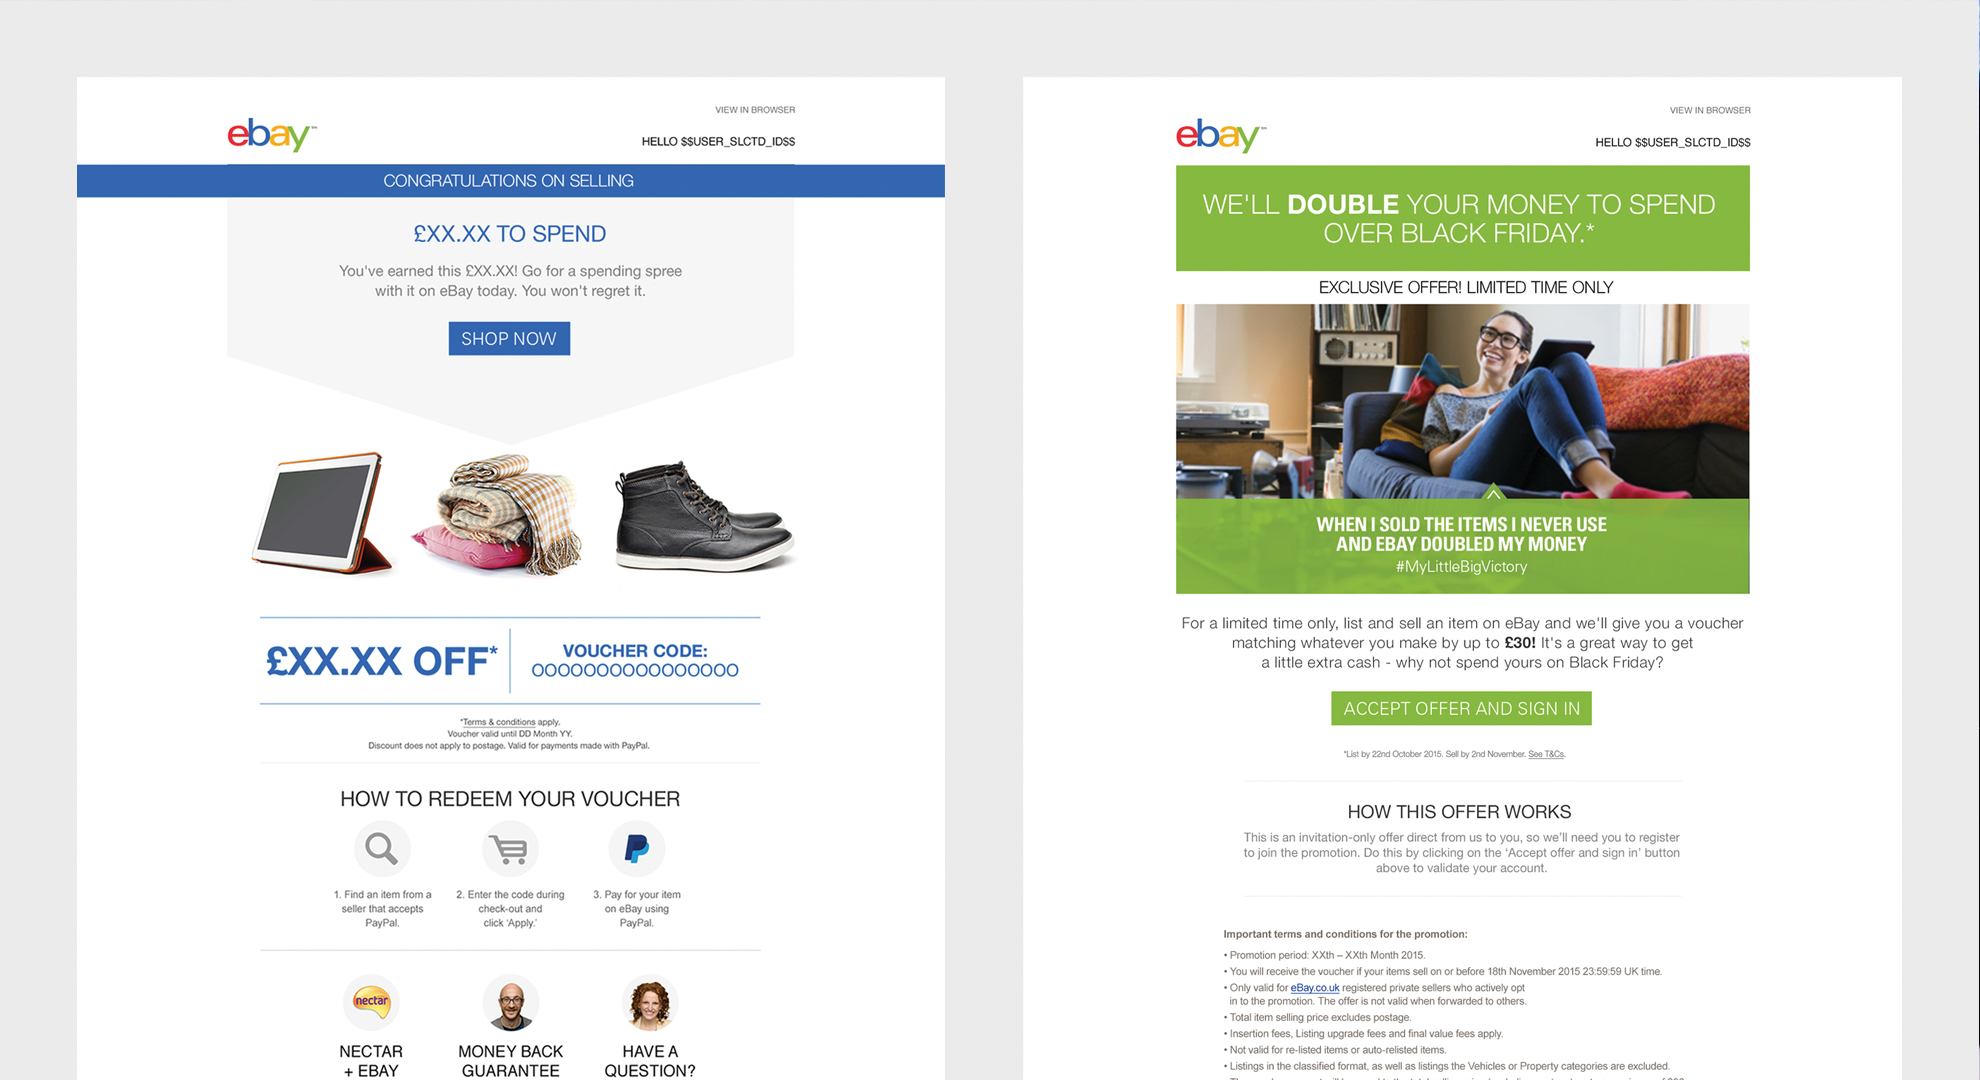 VIEW IN BROWSER
ebay
HELLO $$USER_SLCTD_ID$$
CONGRATULATIONS ON SELLING
£XX.XX TO SPEND
You've earned this £XX.XX! Go for a spending spree
with it on eBay today. You won't regret it.
SHOP NOW
£XX.XX OFF*
VOUCHER CODE:
OOOOOOOOOOOOOOOO
*Terms & conditions apply.
Voucher valid until DD Month YY.
Discount does not apply to postage. Valid for payments made with PayPal.
HOW TO REDEEM YOUR VOUCHER
1. Find an item from a
seller that accepts
PayPal.
2. Enter the code during
check-out and
click 'Apply.'
3. Pay for your item
on eBay using
PayPal.
nectar
NECTAR
+ EBAY
MONEY BACK
GUARANTEE
HAVE A
QUESTION?
VIEW IN BROWSER
ebay
HELLO $$USER_SLCTD_ID$$
WE'LL DOUBLE YOUR MONEY TO SPEND
OVER BLACK FRIDAY.*
EXCLUSIVE OFFER! LIMITED TIME ONLY
WHEN I SOLD THE ITEMS I NEVER USE
AND EBAY DOUBLED MY MONEY
#MyLittleBigVictory
For a limited time only, list and sell an item on eBay and we'll give you a voucher
matching whatever you make by up to £30! It's a great way to get
a little extra cash - why not spend yours on Black Friday?
ACCEPT OFFER AND SIGN IN
*List by 22nd October 2015. Sell by 2nd November. See T&Cs.
HOW THIS OFFER WORKS
This is an invitation-only offer direct from us to you, so we'll need you to register
to join the promotion. Do this by clicking on the 'Accept offer and sign in' button
above to validate your account.
Important terms and conditions for the promotion:
• Promotion period: XXth – XXth Month 2015.
• You will receive the voucher if your items sell on or before 18th November 2015 23:59:59 UK time.
• Only valid for eBay.co.uk registered private sellers who actively opt
in to the promotion. The offer is not valid when forwarded to others.
• Total item selling price excludes postage.
• Insertion fees, Listing upgrade fees and final value fees apply.
• Not valid for re-listed items or auto-relisted items.
• Listings in the classified format, as well as listings the Vehicles or Property categories are excluded.